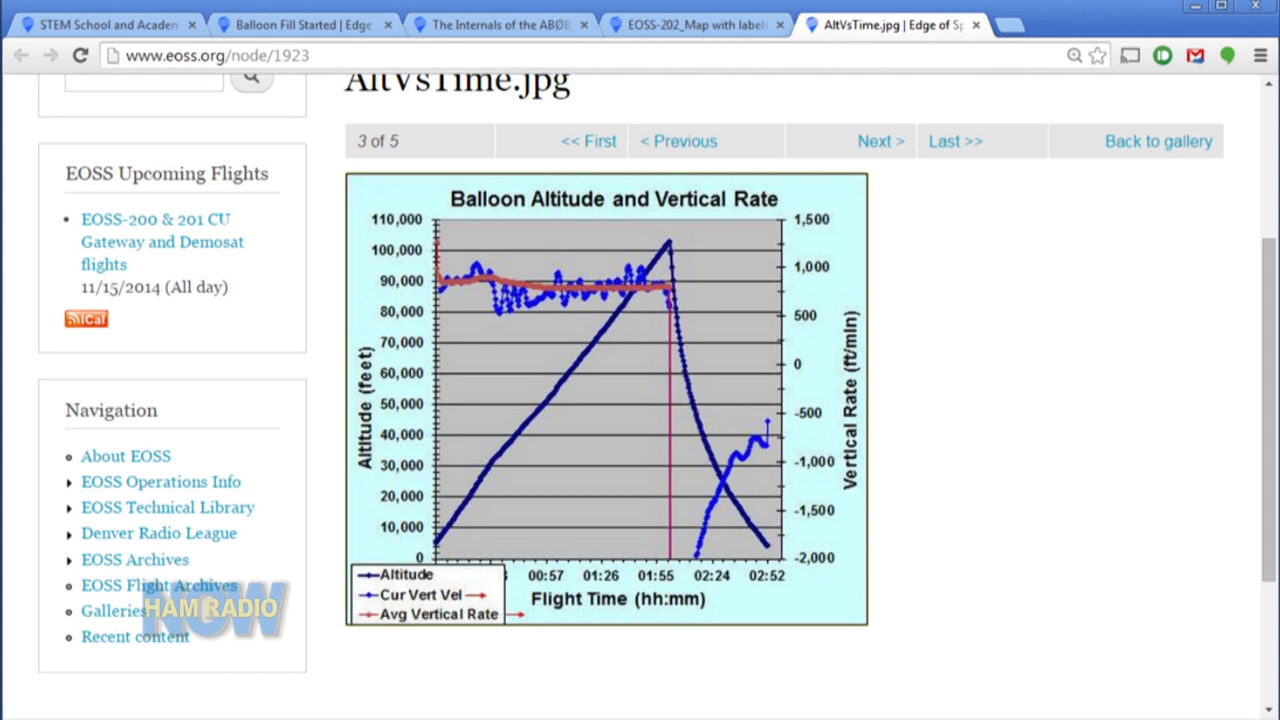 STEM School and Academ
Balloon Fill Started | Edge
The Internals of the ABØB
EOSS-202_Map with labels
AltVsTime.jpg | Edge of Sp
www.eoss.org/node/1923
AltVsTime.jpg
3 of 5
<< First
< Previous
Next >
Last >>
Back to gallery
EOSS Upcoming Flights
EOSS-200 & 201 CU
Gateway and Demosat
flights
11/15/2014 (All day)
iCal
Navigation
About EOSS
EOSS Operations Info
EOSS Technical Library
Denver Radio League
EOSS Archives
EOSS Flight Archives
Galleries
Recent content
HAM RADIO
NOW
Balloon Altitude and Vertical Rate
110,000
100,000
90,000
80,000
70,000
60,000
50,000
40,000
30,000
20,000
10,000
0
Altitude (feet)
1,500
1,000
500
0
-500
-1,000
-1,500
-2,000
Vertical Rate (ft/min)
00:57
01:26
01:55
02:24
02:52
Flight Time (hh:mm)
Altitude
Cur Vert Vel
Avg Vertical Rate